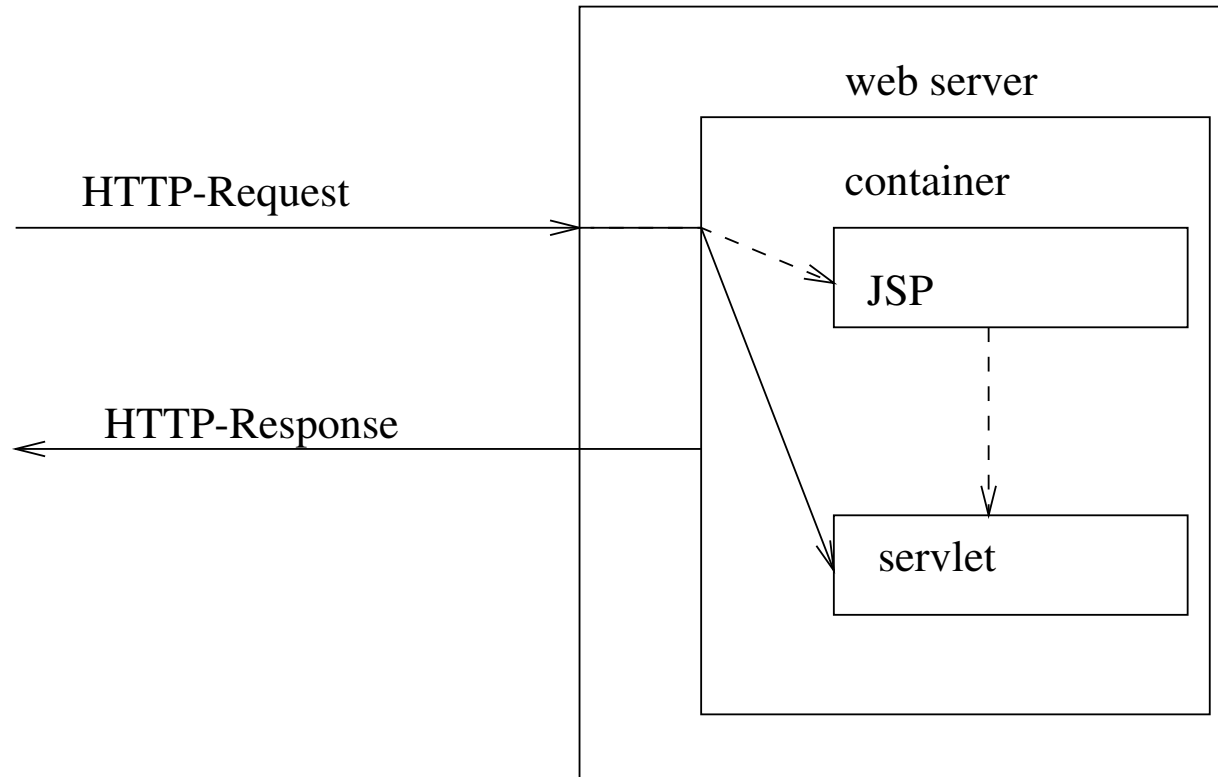 web server
container
HTTP-Request
JSP
HTTP-Response
servlet